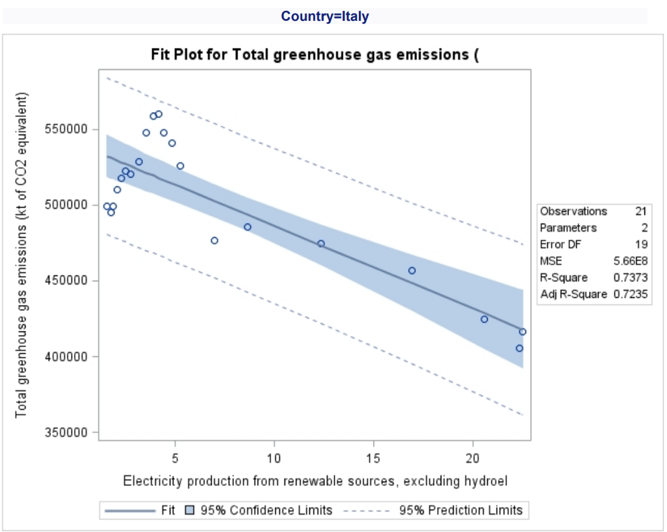 Country=Italy
Fit Plot for Total greenhouse gas emissions (
Total greenhouse gas emissions (kt of CO2 equivalent)
550000
500000
450000
400000
350000
5 10 15 20
Electricity production from renewable sources, excluding hydroel
Observations 21
Parameters 2
Error DF 19
MSE 5.66E8
R-Square 0.7373
Adj R-Square 0.7235
Fit 95% Confidence Limits 95% Prediction Limits